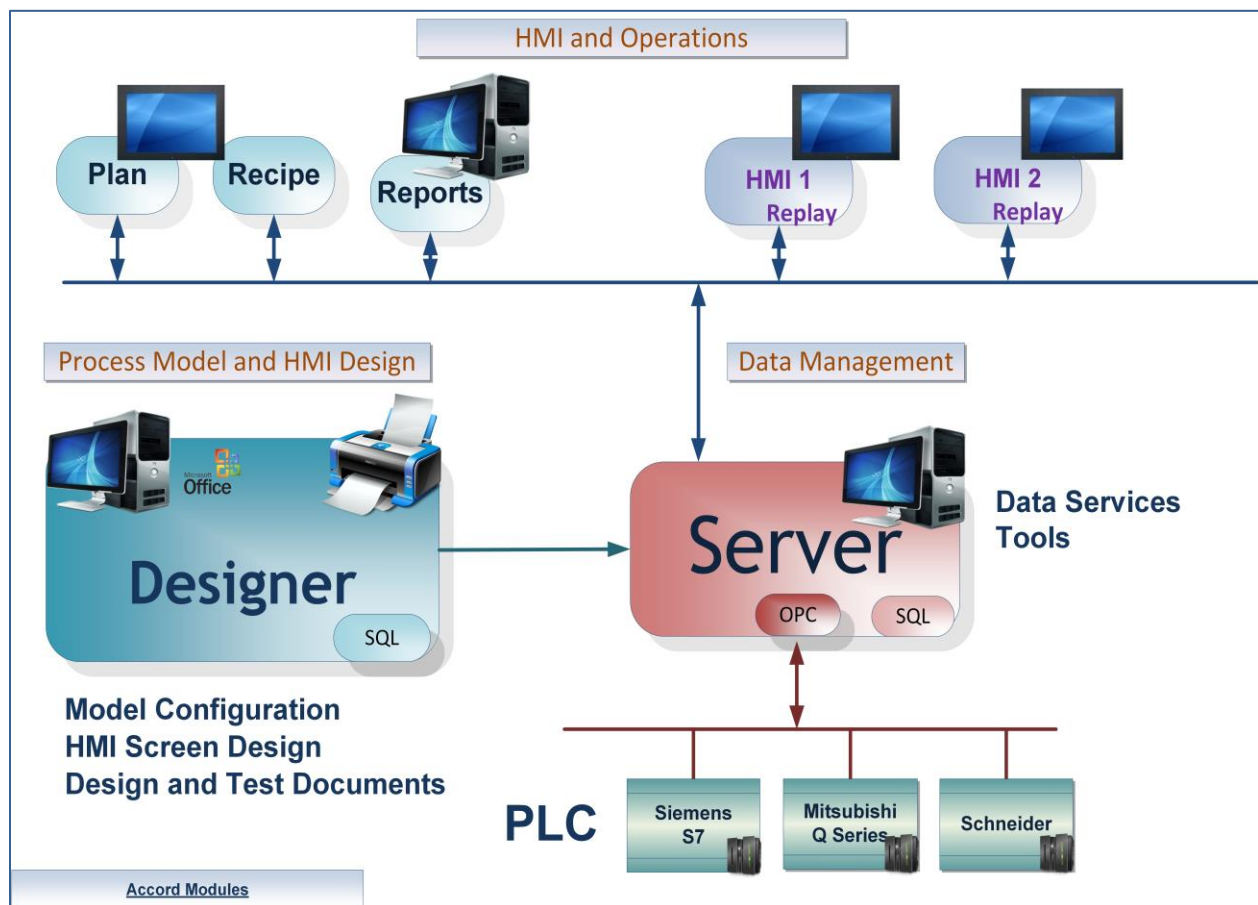 HMI and Operations
Plan
Recipe
Reports
HMI 1
Replay
HMI 2
Replay
Process Model and HMI Design
Data Management
Microsoft
Office
Designer
SQL
Server
OPC
SQL
Data Services
Tools
Model Configuration
HMI Screen Design
Design and Test Documents
PLC
Siemens
S7
Mitsubishi
Q Series
Schneider
Accord Modules